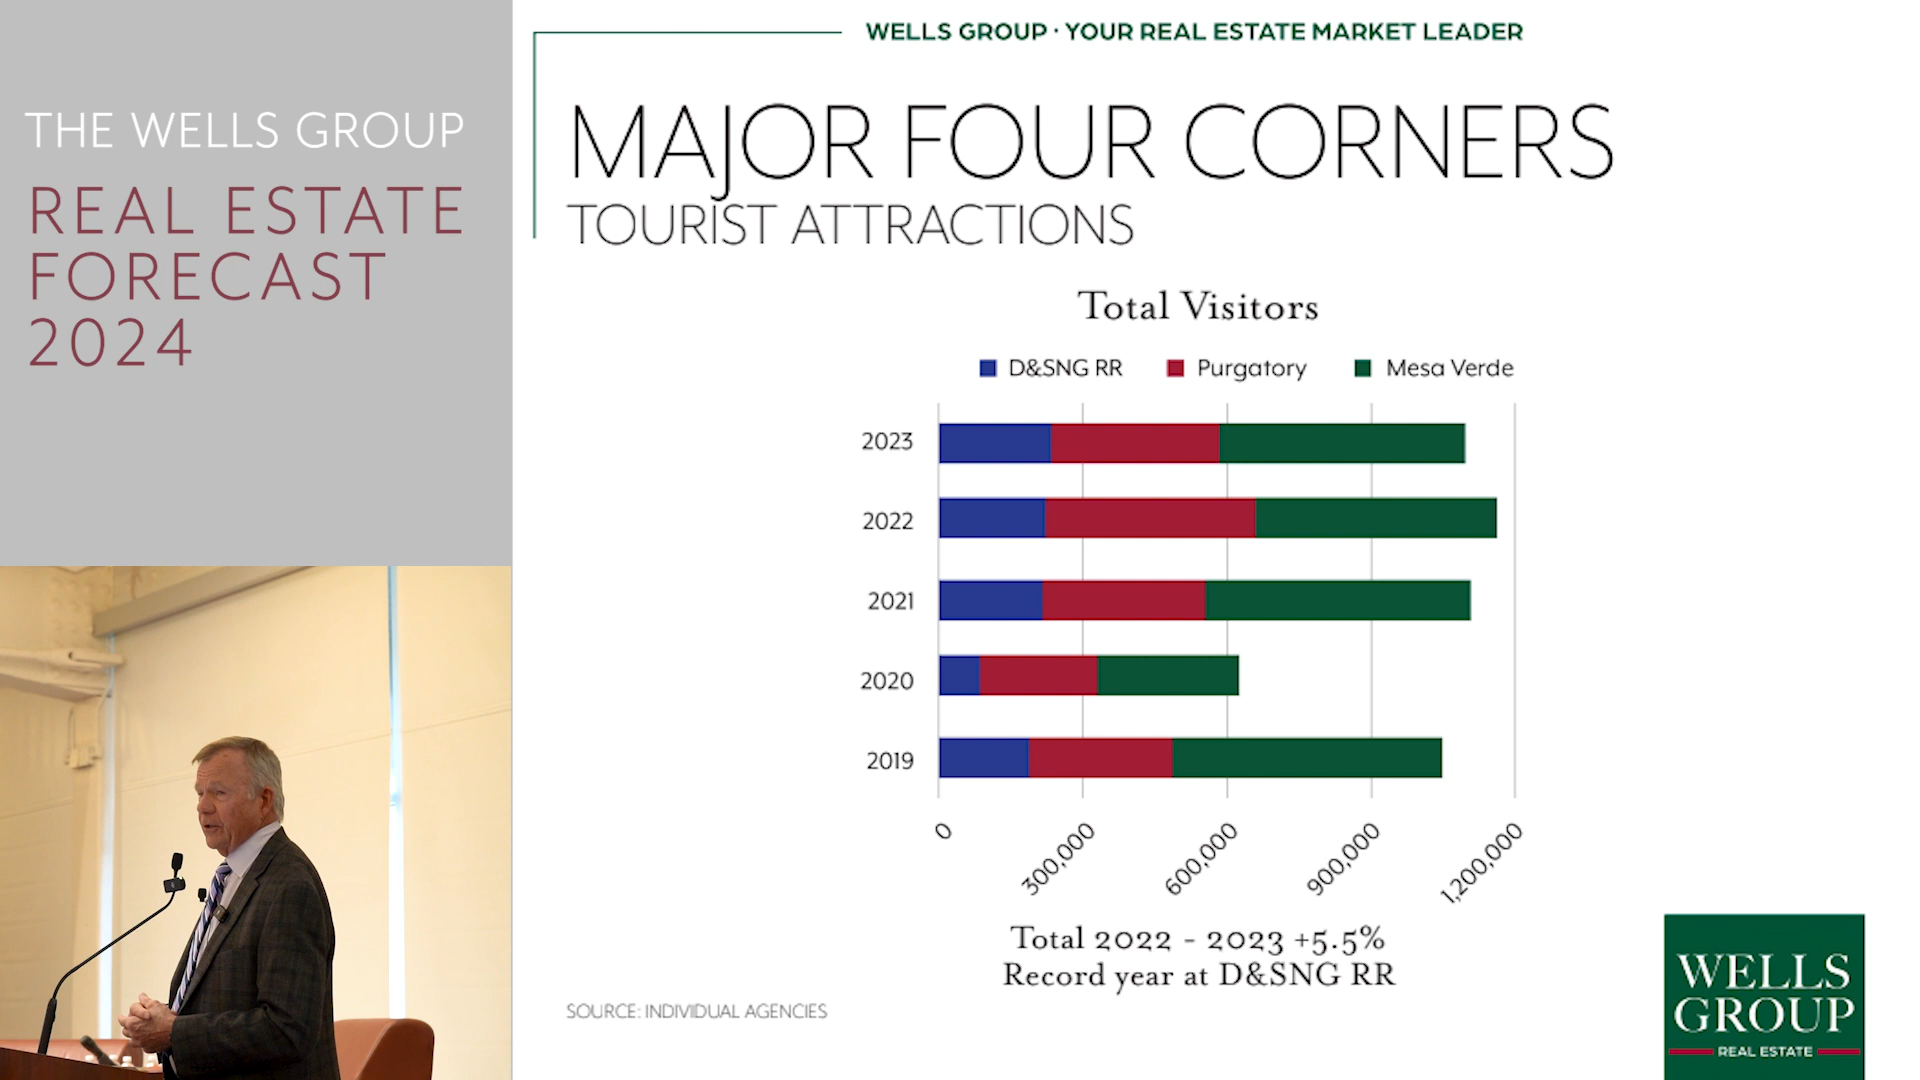 THE WELLS GROUP
REAL ESTATE
FORECAST
2024
WELLS GROUP · YOUR REAL ESTATE MARKET LEADER
MAJOR FOUR CORNERS
TOURIST ATTRACTIONS
Total Visitors
D&SNG RR Purgatory Mesa Verde
2023
2022
2021
2020
2019
0 300,000 600,000 900,000 1,200,000
Total 2022 - 2023 +5.5%
Record year at D&SNG RR
SOURCE: INDIVIDUAL AGENCIES
WELLS
GROUP
REAL ESTATE